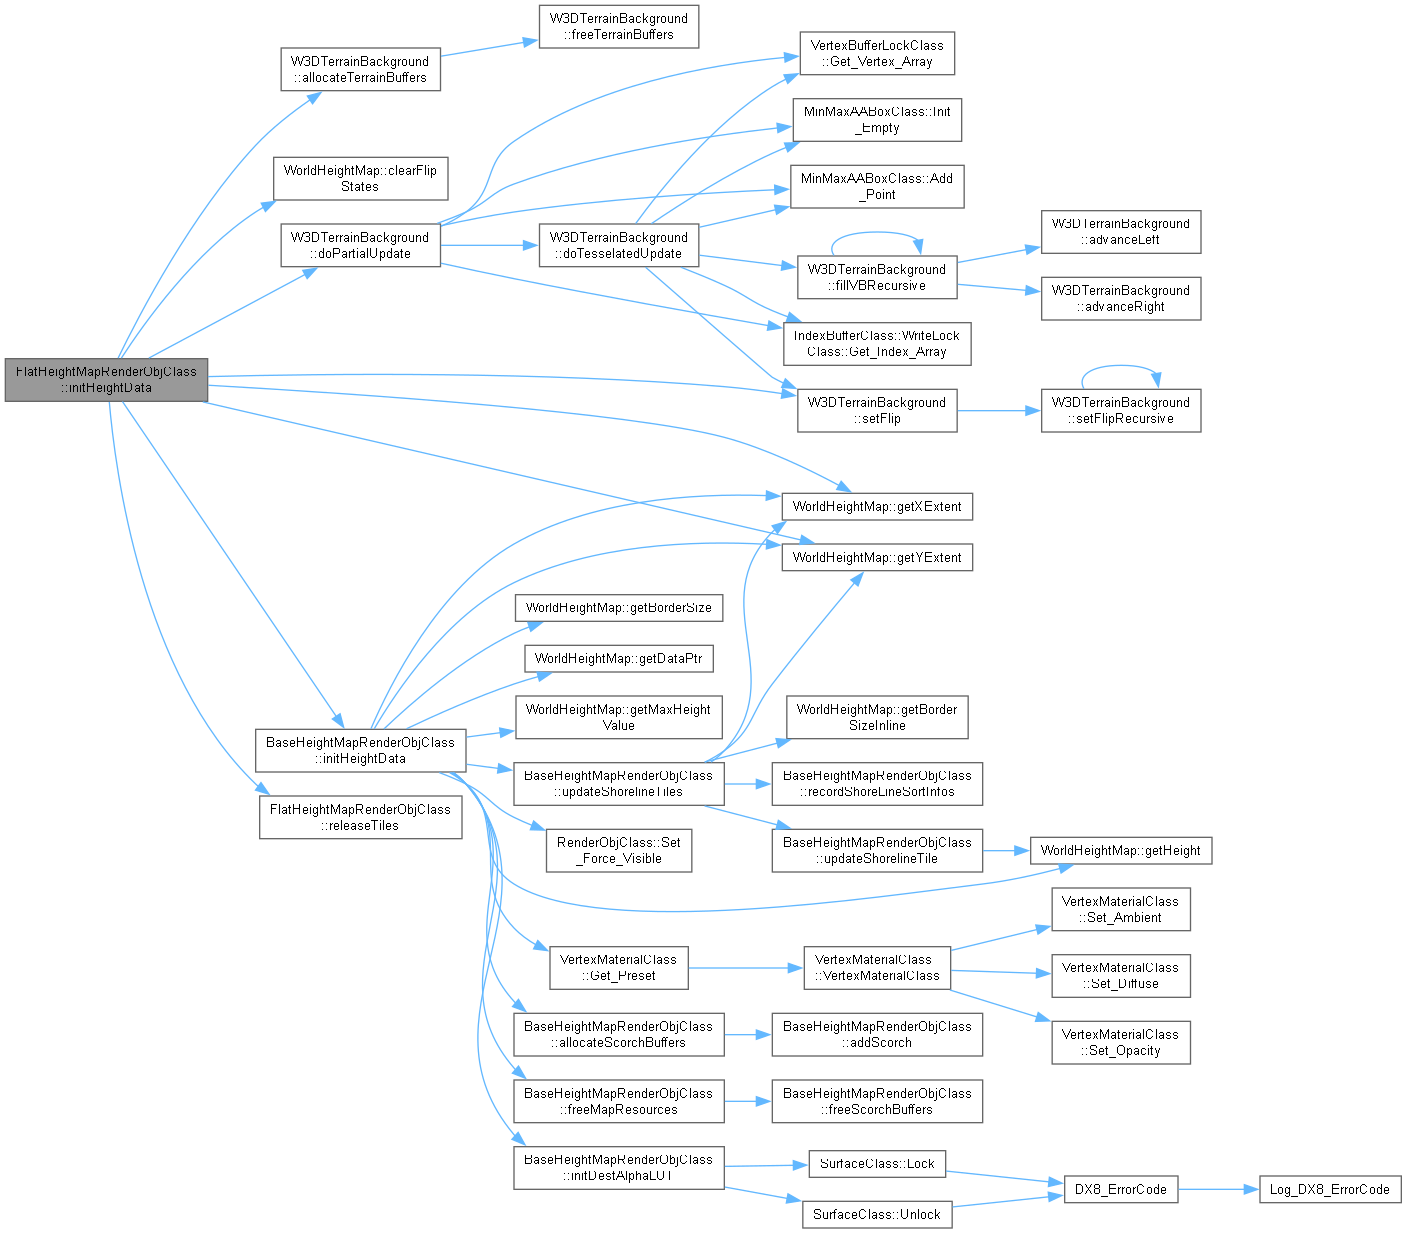 FlatHeightMapRenderObjClass
::initHeightData
W3DTerrainBackground
::allocateTerrainBuffers
W3DTerrainBackground
::freeTerrainBuffers
WorldHeightMap::clearFlip
States
W3DTerrainBackground
::doPartialUpdate
W3DTerrainBackground
::doTesselatedUpdate
VertexBufferLockClass
::Get_Vertex_Array
MinMaxAABoxClass::Init
_Empty
MinMaxAABoxClass::Add
_Point
W3DTerrainBackground
::fillVBRecursive
W3DTerrainBackground
::advanceLeft
W3DTerrainBackground
::advanceRight
IndexBufferClass::WriteLock
Class::Get_Index_Array
W3DTerrainBackground
::setFlip
W3DTerrainBackground
::setFlipRecursive
WorldHeightMap::getXExtent
WorldHeightMap::getYExtent
BaseHeightMapRenderObjClass
::initHeightData
FlatHeightMapRenderObjClass
::releaseTiles
WorldHeightMap::getBorderSize
WorldHeightMap::getDataPtr
WorldHeightMap::getMaxHeight
Value
BaseHeightMapRenderObjClass
::updateShorelineTiles
WorldHeightMap::getBorder
SizeInline
BaseHeightMapRenderObjClass
::recordShoreLineSortInfos
BaseHeightMapRenderObjClass
::updateShorelineTile
WorldHeightMap::getHeight
RenderObjClass::Set
_Force_Visible
VertexMaterialClass
::Get_Preset
VertexMaterialClass
::VertexMaterialClass
VertexMaterialClass
::Set_Ambient
VertexMaterialClass
::Set_Diffuse
VertexMaterialClass
::Set_Opacity
BaseHeightMapRenderObjClass
::allocateScorchBuffers
BaseHeightMapRenderObjClass
::addScorch
BaseHeightMapRenderObjClass
::freeMapResources
BaseHeightMapRenderObjClass
::freeScorchBuffers
BaseHeightMapRenderObjClass
::initDestAlphaLUT
SurfaceClass::Lock
SurfaceClass::Unlock
DX8_ErrorCode
Log_DX8_ErrorCode